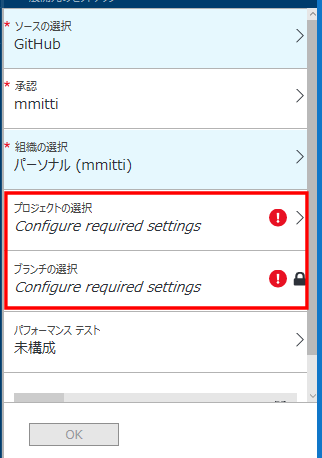 * ソースの選択
GitHub
* 承認
mmitti
* 組織の選択
パーソナル (mmitti)
プロジェクトの選択
Configure required settings
ブランチの選択
Configure required settings
パフォーマンス テスト
未構成
OK